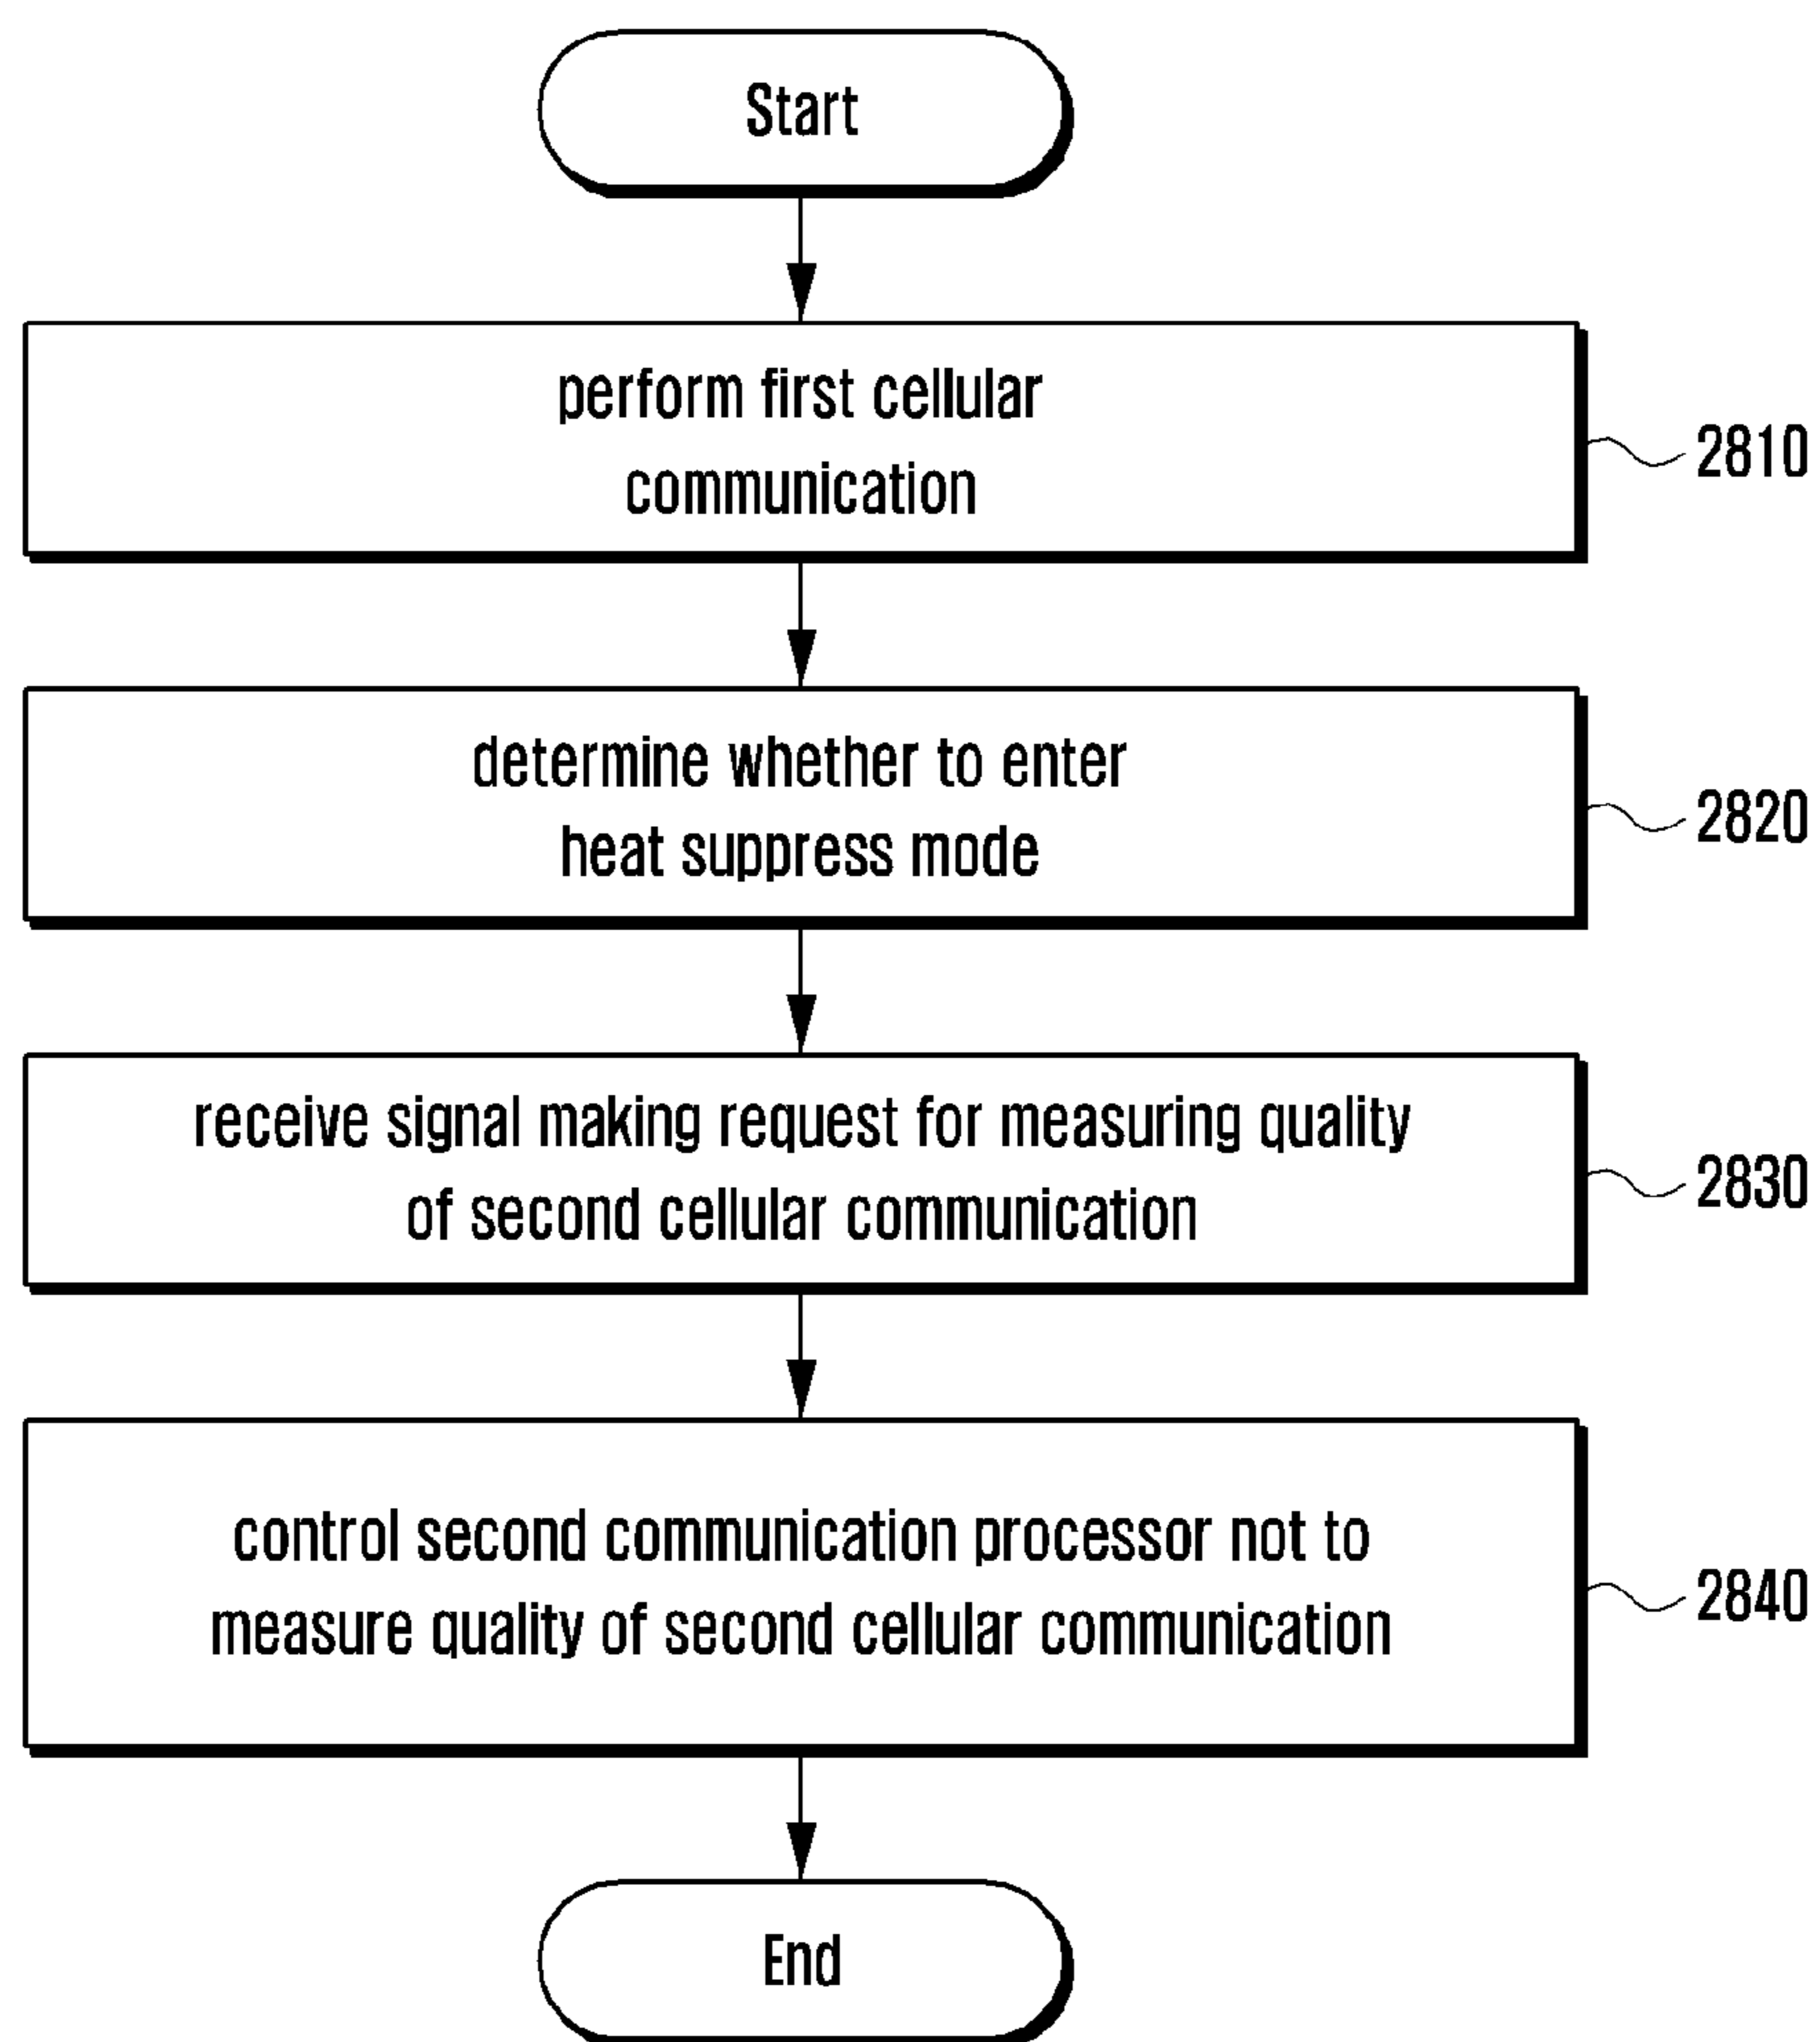 Start
perform first cellular
communication
2810
determine whether to enter
heat suppress mode
2820
receive signal making request for measuring quality
of second cellular communication
2830
control second communication processor not to
measure quality of second cellular communication
2840
End